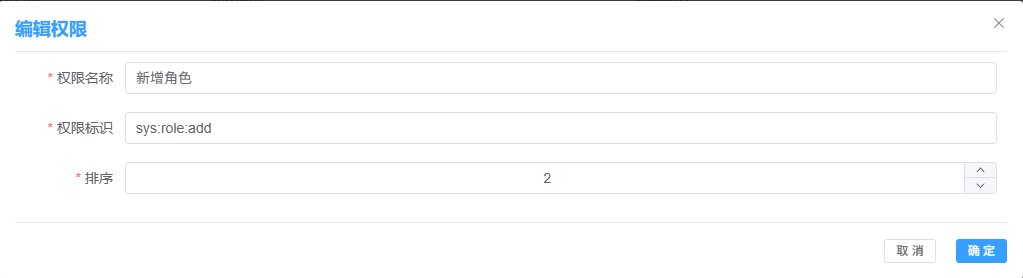 编辑权限
* 权限名称 新增角色
* 权限标识 sys:role:add
* 排序 2
取 消 确 定